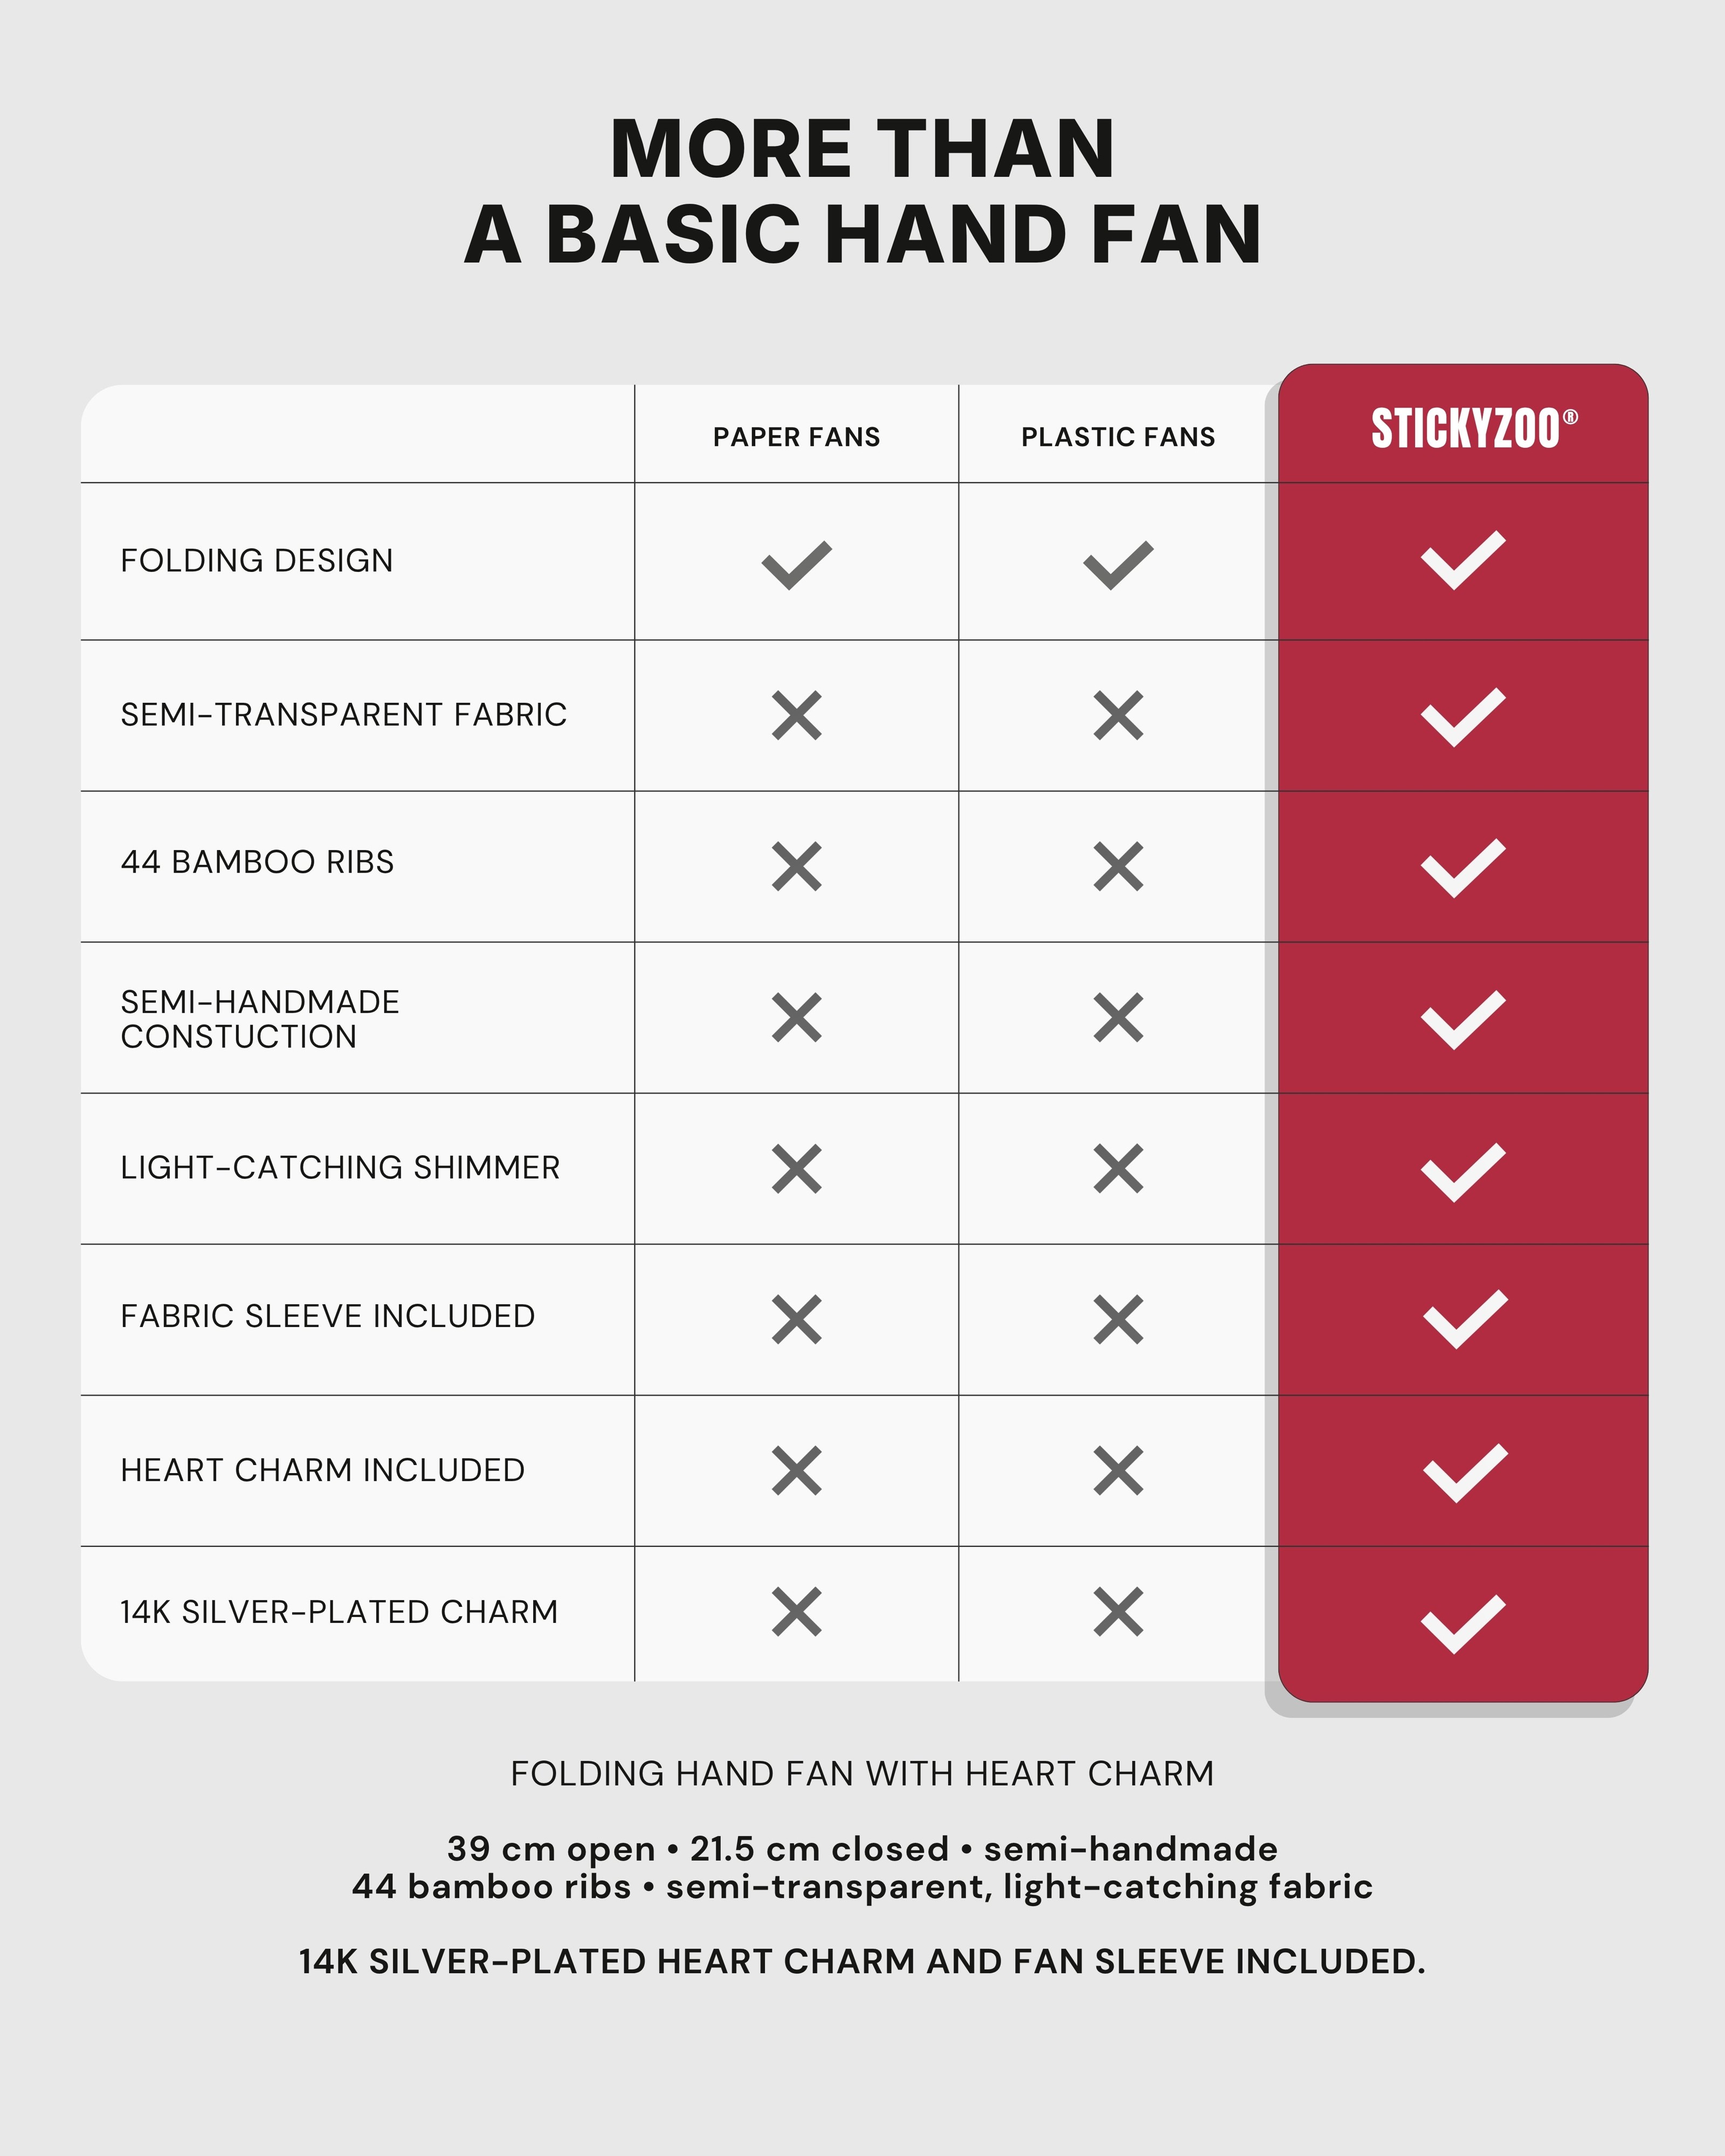 MORE THAN
A BASIC HAND FAN
PAPER FANS
PLASTIC FANS
STICKYZOO®
FOLDING DESIGN
SEMI-TRANSPARENT FABRIC
44 BAMBOO RIBS
SEMI-HANDMADE
CONSTUCTION
LIGHT-CATCHING SHIMMER
FABRIC SLEEVE INCLUDED
HEART CHARM INCLUDED
14K SILVER-PLATED CHARM
FOLDING HAND FAN WITH HEART CHARM
39 cm open • 21.5 cm closed • semi-handmade
44 bamboo ribs • semi-transparent, light-catching fabric
14K SILVER-PLATED HEART CHARM AND FAN SLEEVE INCLUDED.